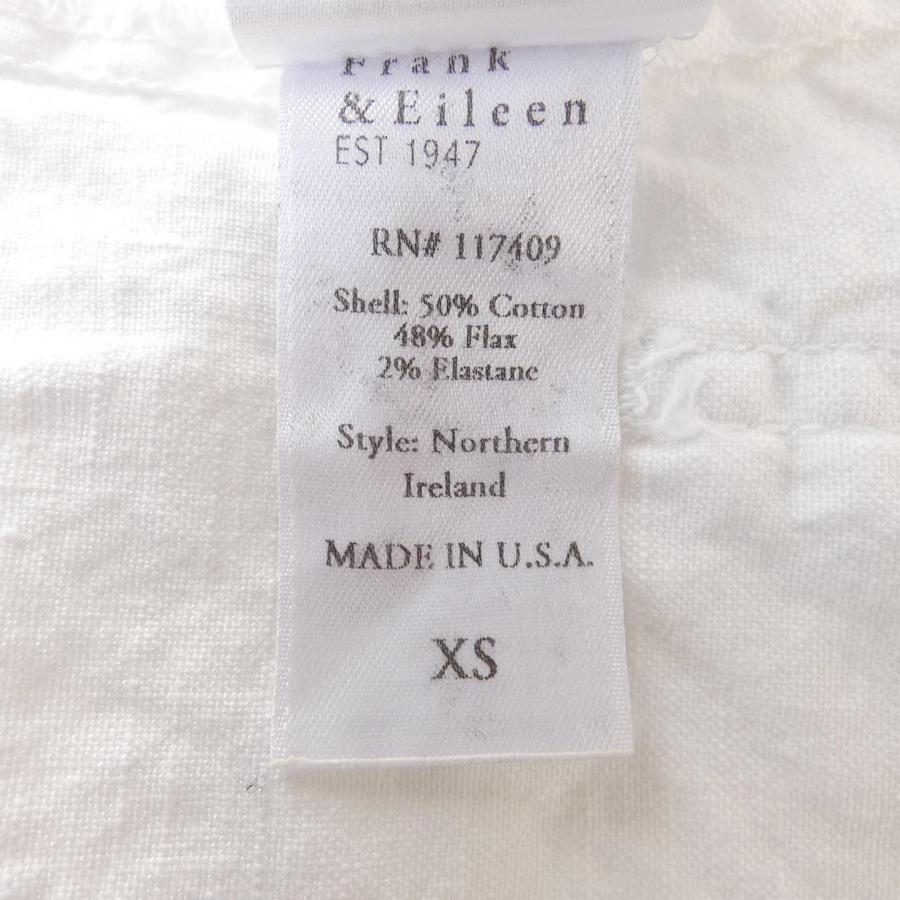 Frank
& Eileen
EST 1947
RN# 117409
Shell: 50% Cotton
48% Flax
2% Elastane
Style: Northern
Ireland
MADE IN U.S.A.
XS